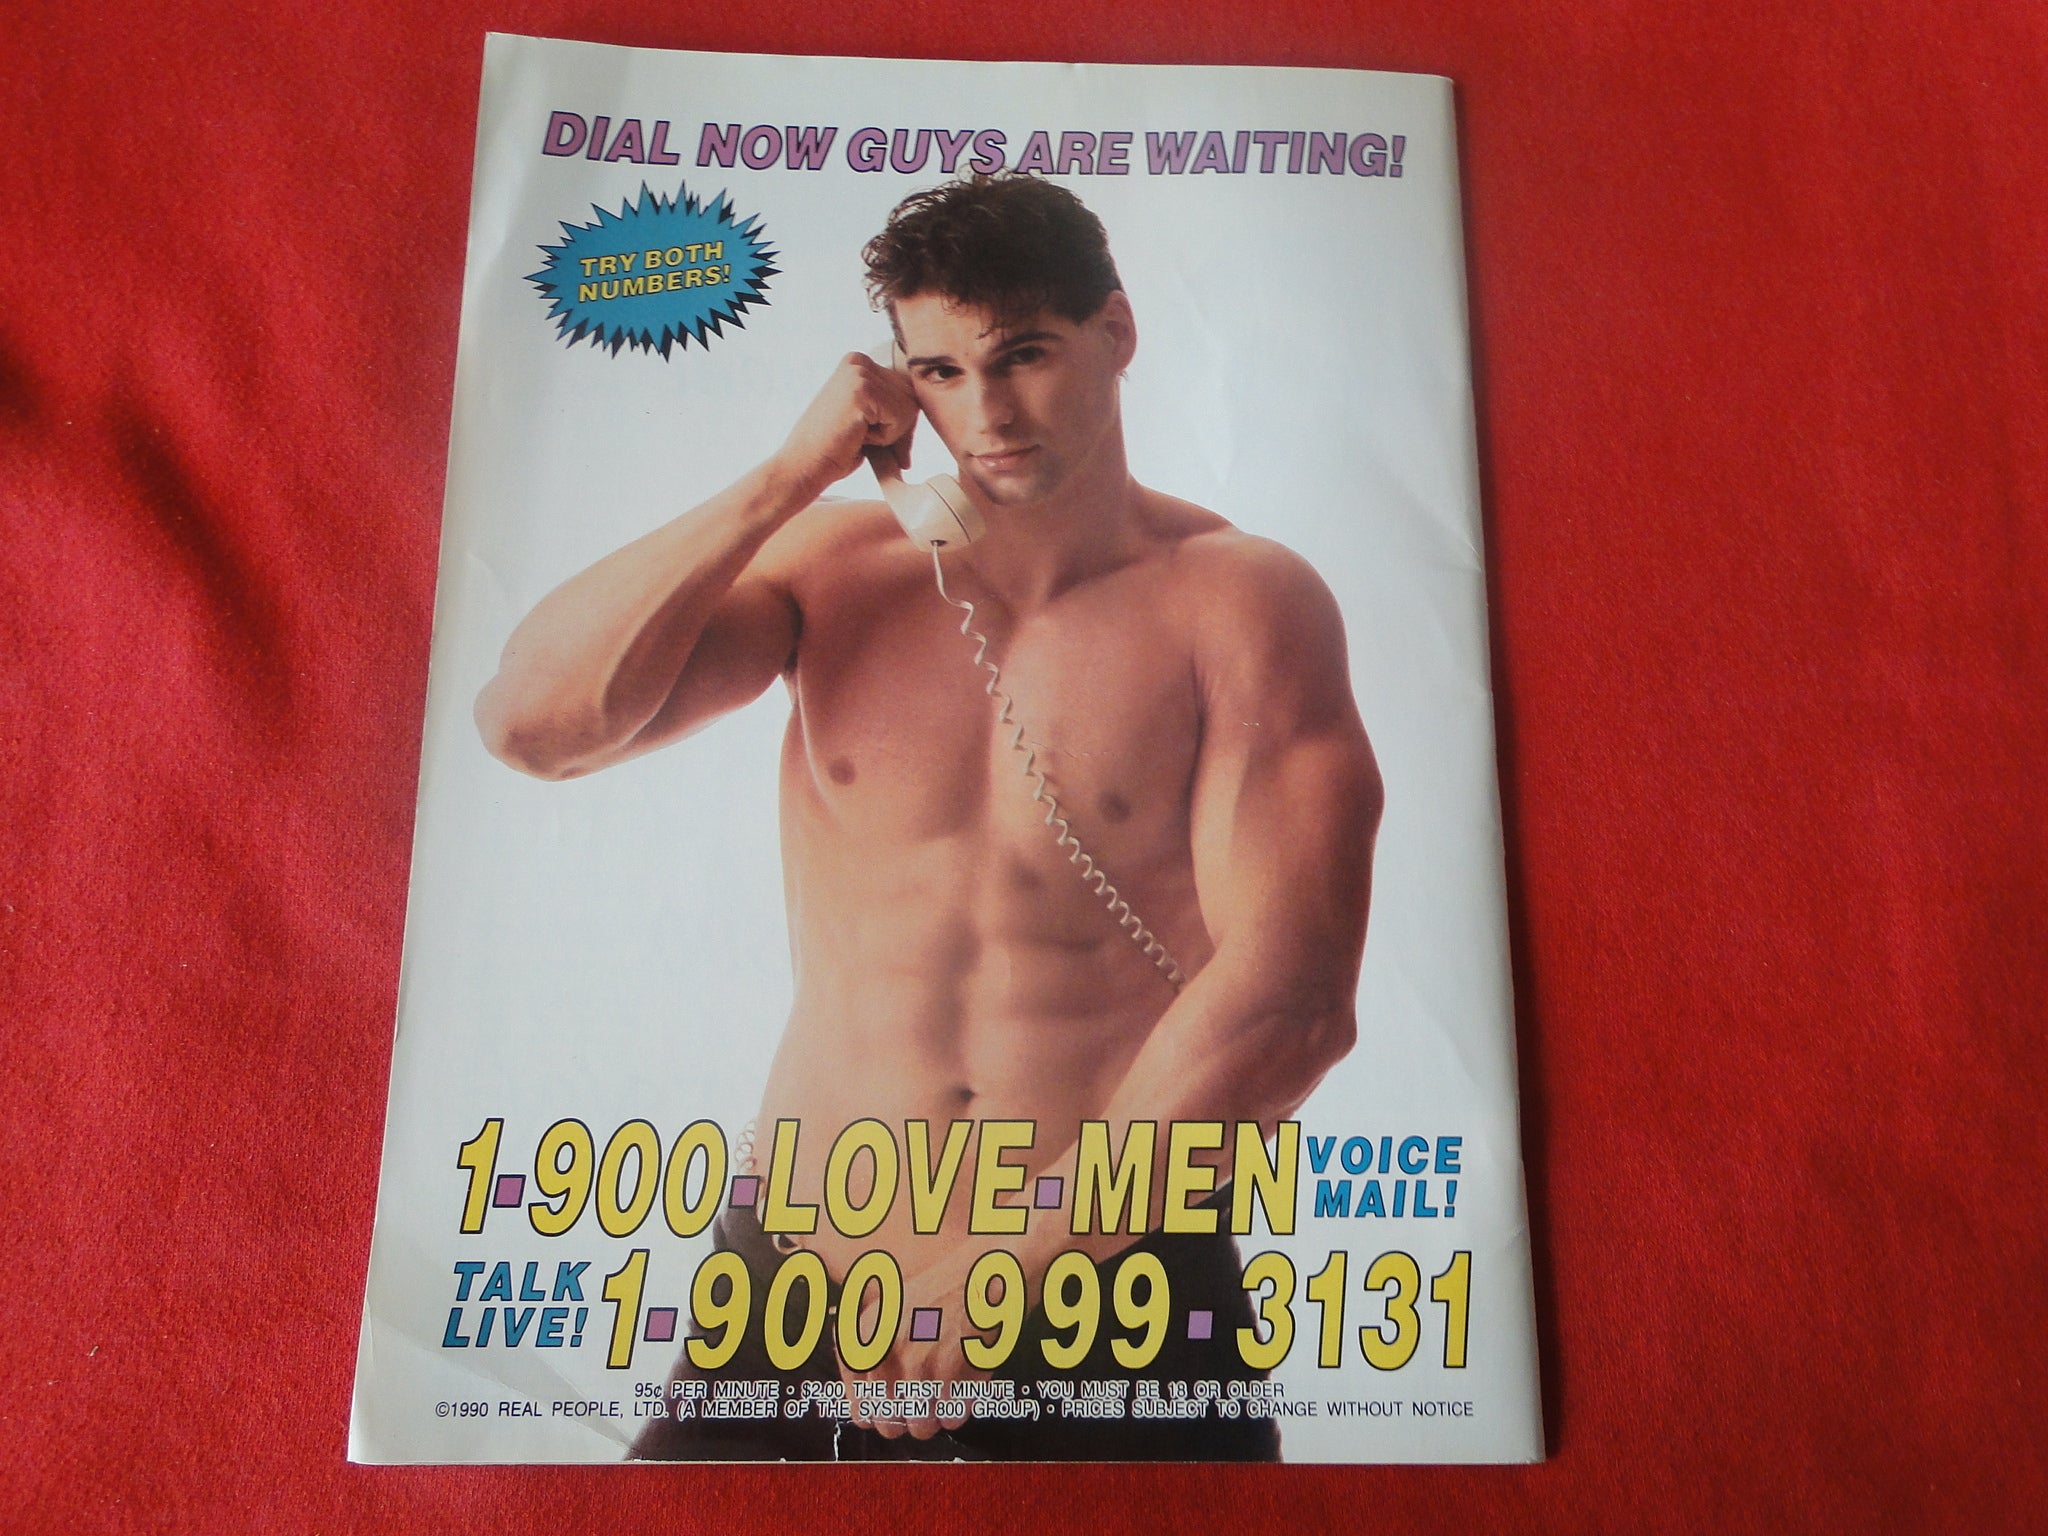 DIAL NOW GUYS ARE WAITING!
TRY BOTH
NUMBERS!
1-900-LOVE-MEN
VOICE
MAIL!
TALK
LIVE!
1-900-999-3131
95¢ PER MINUTE • $2.00 THE FIRST MINUTE • YOU MUST BE 18 OR OLDER
©1990 REAL PEOPLE, LTD. (A MEMBER OF THE SYSTEM 800 GROUP) • PRICES SUBJECT TO CHANGE WITHOUT NOTICE